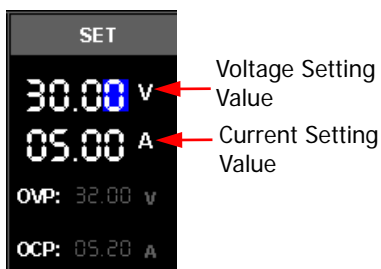 SET
30.00 V
05.00 A
OVP: 32.00 V
OCP: 05.20 A
Voltage Setting
Value
Current Setting
Value